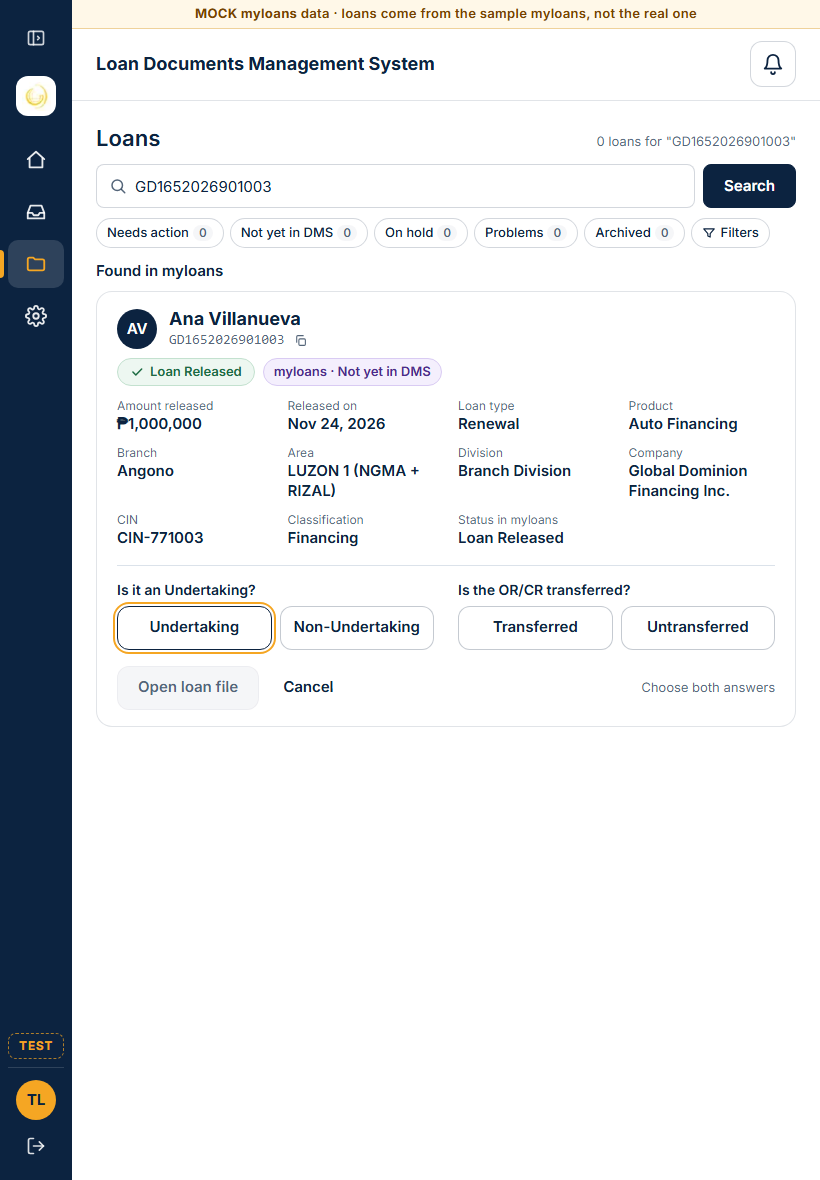 MOCK myloans data · loans come from the sample myloans, not the real one
Loan Documents Management System
Loans
0 loans for "GD1652026901003"
GD1652026901003
Search
Needs action 0
Not yet in DMS 0
On hold 0
Problems 0
Archived 0
Filters
Found in myloans
AV
Ana Villanueva
GD1652026901003
Loan Released
myloans · Not yet in DMS
Amount released
₱1,000,000
Released on
Nov 24, 2026
Loan type
Renewal
Product
Auto Financing
Branch
Angono
Area
LUZON 1 (NGMA +
RIZAL)
Division
Branch Division
Company
Global Dominion
Financing Inc.
CIN
CIN-771003
Classification
Financing
Status in myloans
Loan Released
Is it an Undertaking?
Undertaking
Non-Undertaking
Is the OR/CR transferred?
Transferred
Untransferred
Open loan file
Cancel
Choose both answers
TEST
TL